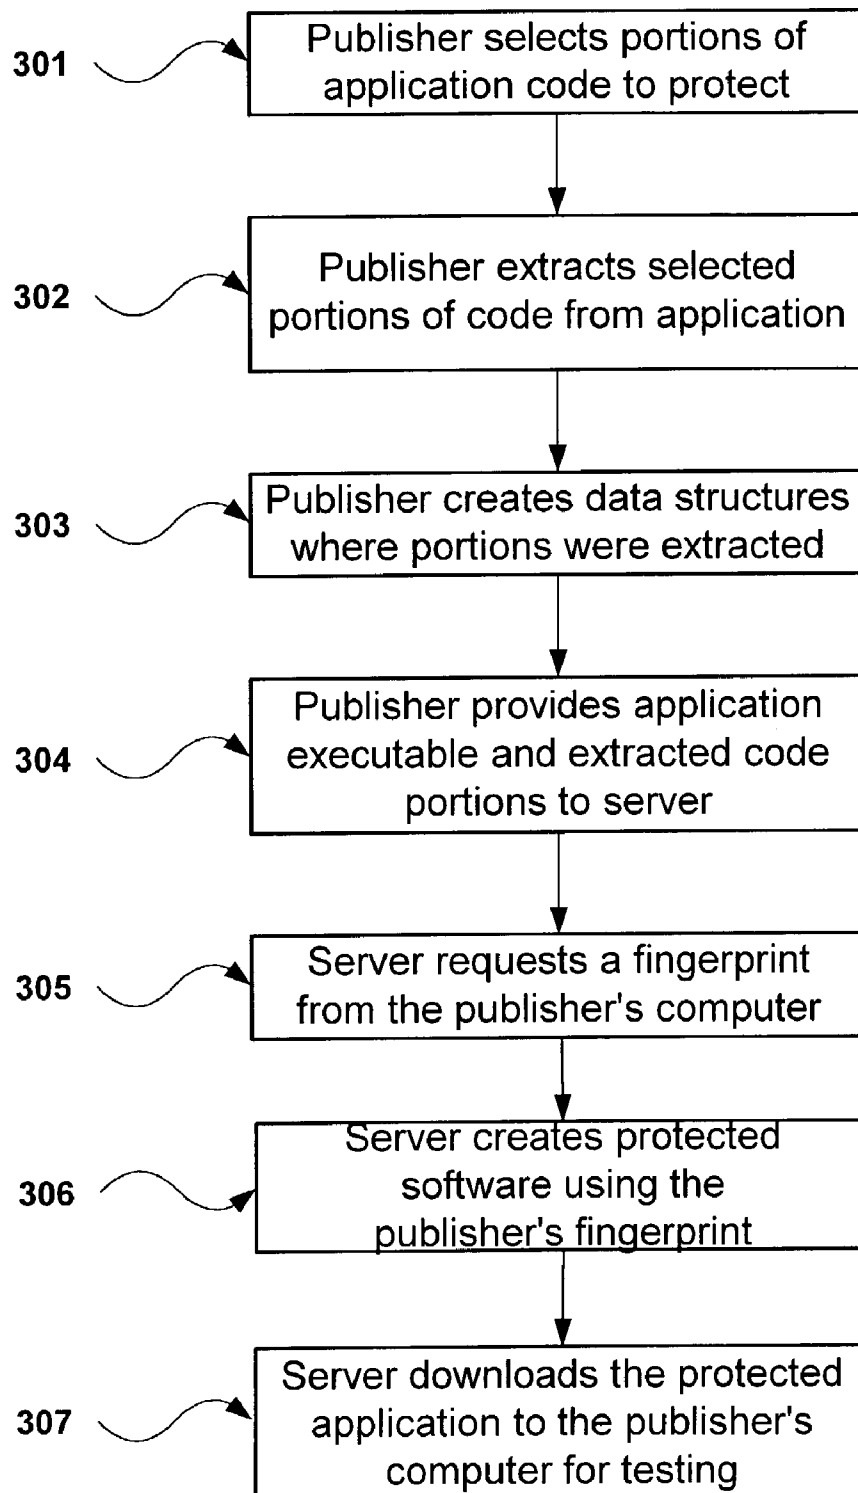 301
Publisher selects portions of
application code to protect
302
Publisher extracts selected
portions of code from application
303
Publisher creates data structures
where portions were extracted
304
Publisher provides application
executable and extracted code
portions to server
305
Server requests a fingerprint
from the publisher's computer
306
Server creates protected
software using the
publisher's fingerprint
307
Server downloads the protected
application to the publisher's
computer for testing